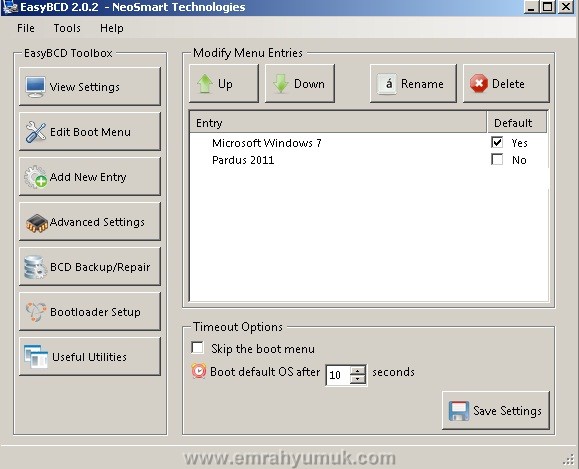 EasyBCD 2.0.2 - NeoSmart Technologies
File Tools Help
EasyBCD Toolbox
View Settings
Edit Boot Menu
Add New Entry
Advanced Settings
BCD Backup/Repair
Bootloader Setup
Useful Utilities
Modify Menu Entries
Up Down á Rename Delete
Entry Default
Microsoft Windows 7 Yes
Pardus 2011 No
Timeout Options
Skip the boot menu
Boot default OS after 10 seconds
Save Settings
www.emrahyumuk.com